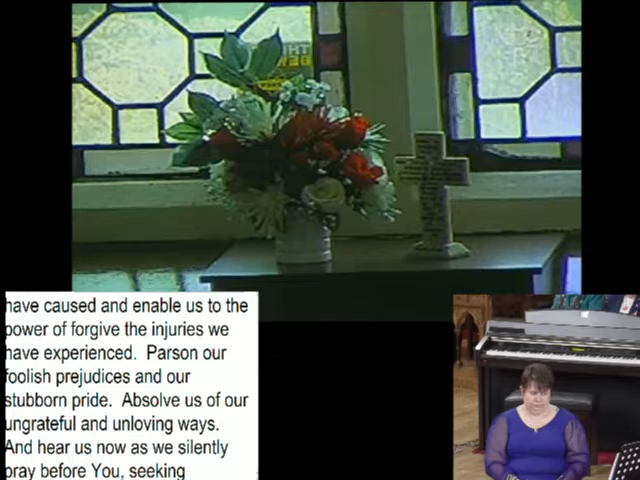 have caused and enable us to the
power of forgive the injuries we
have experienced. Parson our
foolish prejudices and our
stubborn pride. Absolve us of our
ungrateful and unloving ways.
And hear us now as we silently
pray before You, seeking